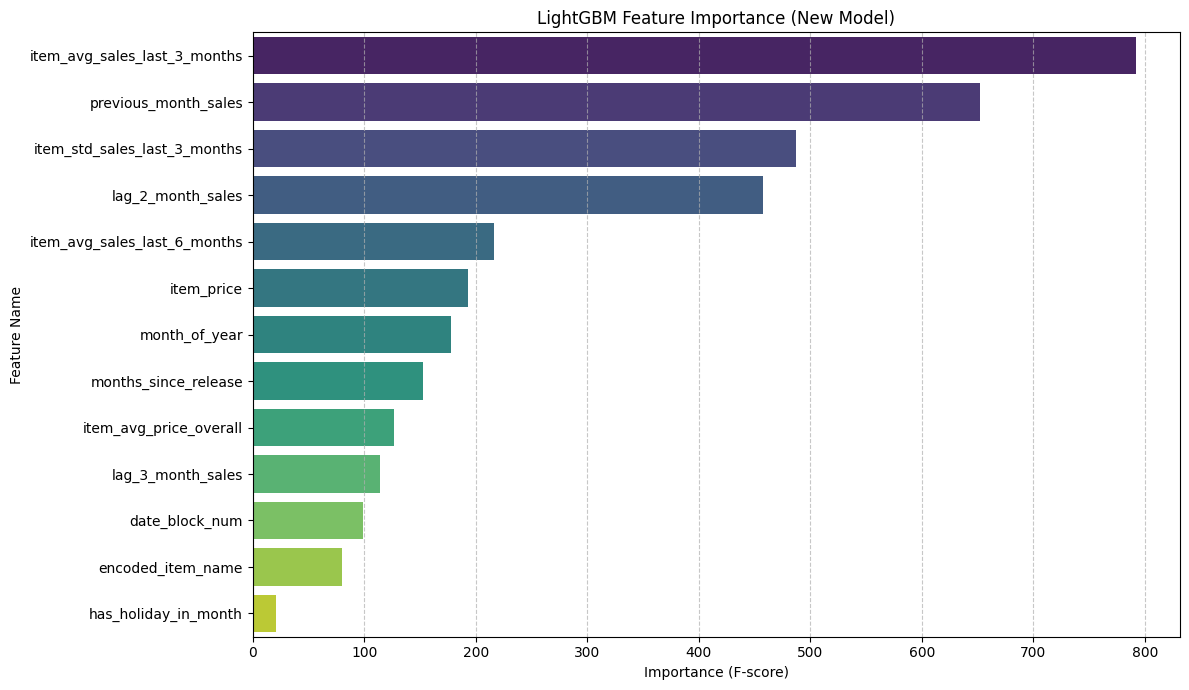 LightGBM Feature Importance (New Model)
item_avg_sales_last_3_months
previous_month_sales
item_std_sales_last_3_months
lag_2_month_sales
item_avg_sales_last_6_months
item_price
month_of_year
months_since_release
item_avg_price_overall
lag_3_month_sales
date_block_num
encoded_item_name
has_holiday_in_month
Feature Name
0 100 200 300 400 500 600 700 800
Importance (F-score)